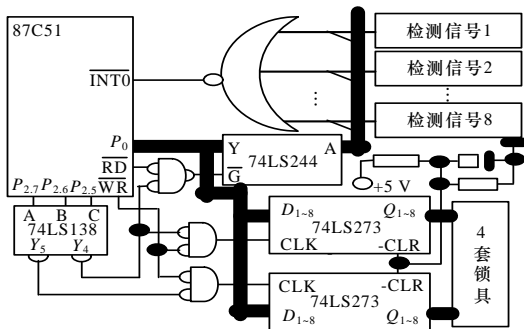 87C51
检测信号1
检测信号2
检测信号8
INT0
P0
Y
A
74LS244
G
RD
P2.7 P2.6 P2.5 WR
+5 V
A B C
74LS138
Y5 Y4
D1~8 Q1~8
74LS273
CLK -CLR
4套锁具
CLK -CLR
74LS273
D1~8 Q1~8